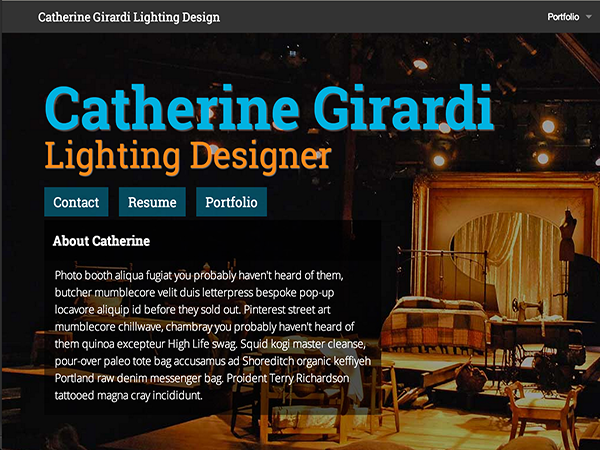 Catherine Girardi Lighting Design
Portfolio
Catherine Girardi
Lighting Designer
Contact Resume Portfolio
About Catherine
Photo booth aliqua fugiat you probably haven't heard of them,
butcher mumblecore velit duis letterpress bespoke pop-up
locavore aliquip id before they sold out. Pinterest street art
mumblecore chillwave, chambray you probably haven't heard of
them quinoa excepteur High Life swag. Squid kogi master cleanse,
pour-over paleo tote bag accusamus ad Shoreditch organic keffiyeh
Portland raw denim messenger bag. Proident Terry Richardson
tattooed magna cray incididunt.